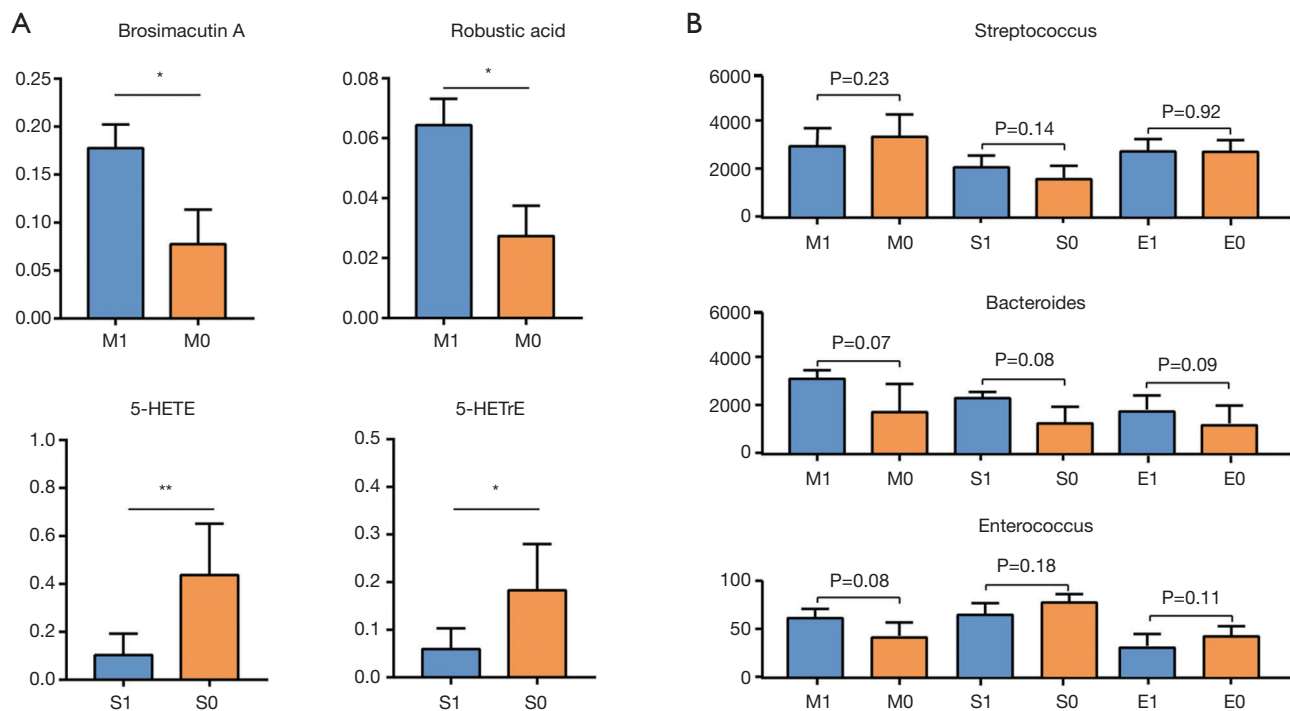 A
Brosimacutin A
0.25
0.20
0.15
0.10
0.05
0.00
*
M1 M0
Robustic acid
0.08
0.06
0.04
0.02
0.00
*
M1 M0
5-HETE
1.0
0.8
0.6
0.4
0.2
0.0
**
S1 S0
5-HETrE
0.5
0.4
0.3
0.2
0.1
0.0
*
S1 S0
B
Streptococcus
6000
4000
2000
0
P=0.23 P=0.14 P=0.92
M1 M0 S1 S0 E1 E0
Bacteroides
6000
4000
2000
0
P=0.07 P=0.08 P=0.09
M1 M0 S1 S0 E1 E0
Enterococcus
100
50
0
P=0.08 P=0.18 P=0.11
M1 M0 S1 S0 E1 E0